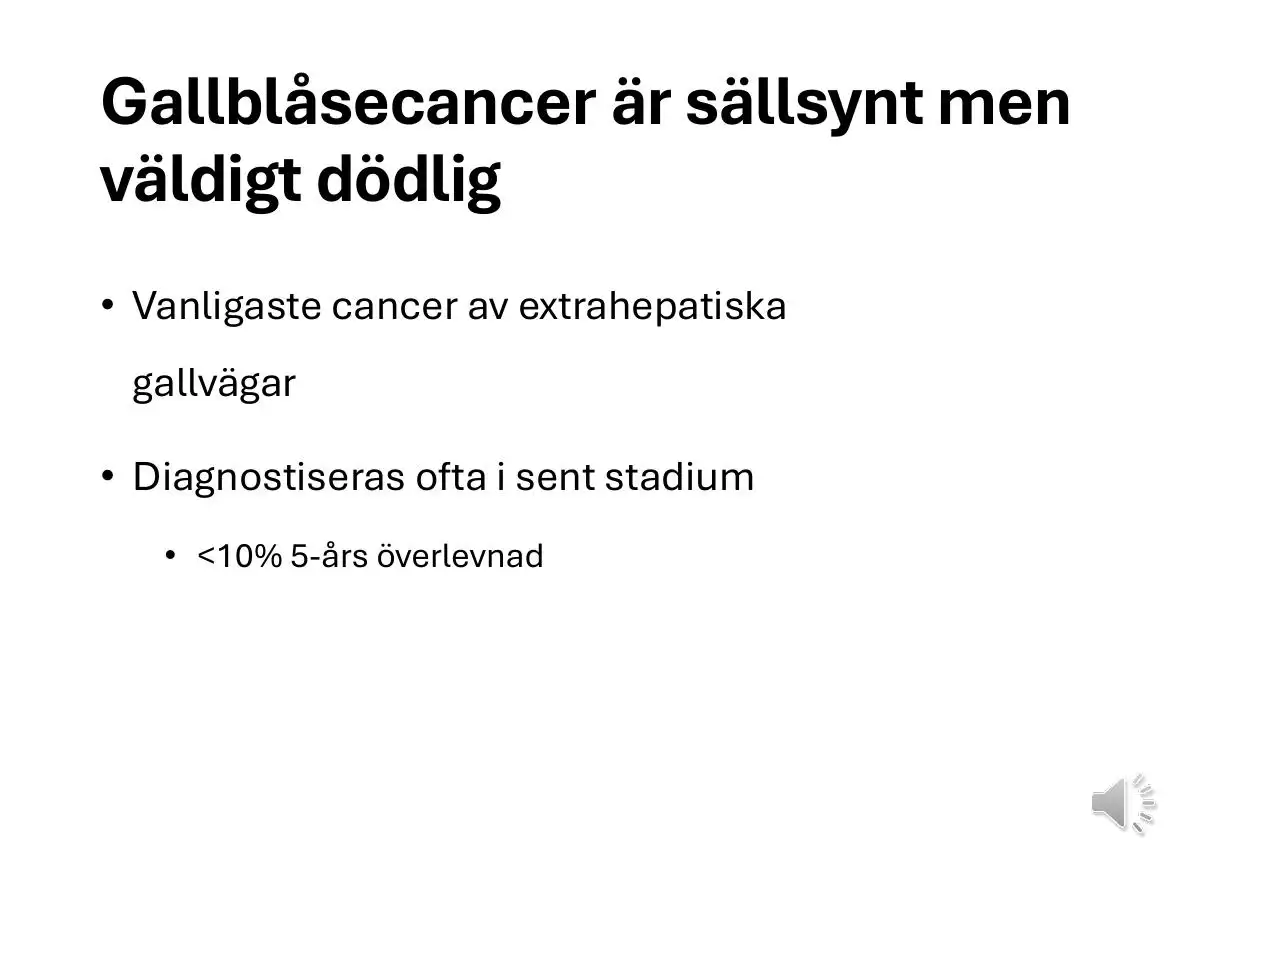 Gallblåsecancer är sällsynt men
väldigt dödlig
• Vanligaste cancer av extrahepatiska
gallvägar
• Diagnostiseras ofta i sent stadium
• <10% 5-års överlevnad